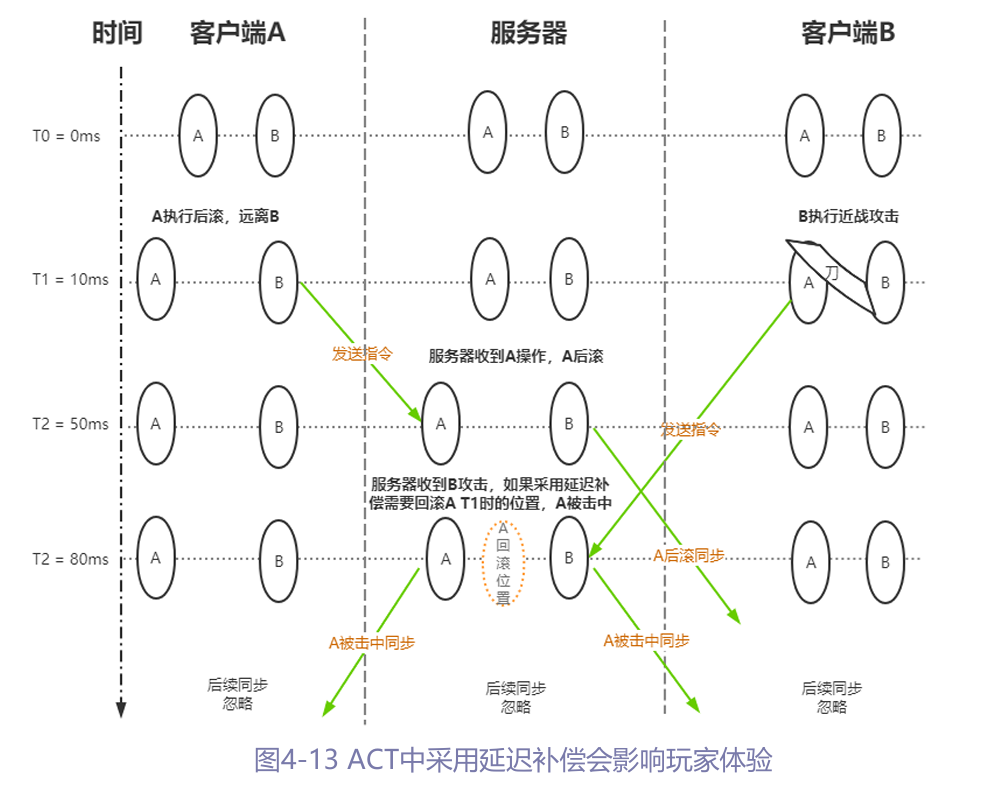 时间 客户端A 服务器 客户端B
T0 = 0ms A B A B A B
A执行后滚，远离B B执行近战攻击
T1 = 10ms A B A B A 刀 B
发送指令 服务器收到A操作，A后滚
T2 = 50ms A B A B A B
发送指令
服务器收到B攻击，如果采用延迟补
偿需要回滚A T1时的位置，A被击中
T2 = 80ms A B A A回滚位置 B A B
A后滚同步
A被击中同步 A被击中同步
后续同步 后续同步 后续同步
忽略 忽略 忽略
图4-13 ACT中采用延迟补偿会影响玩家体验